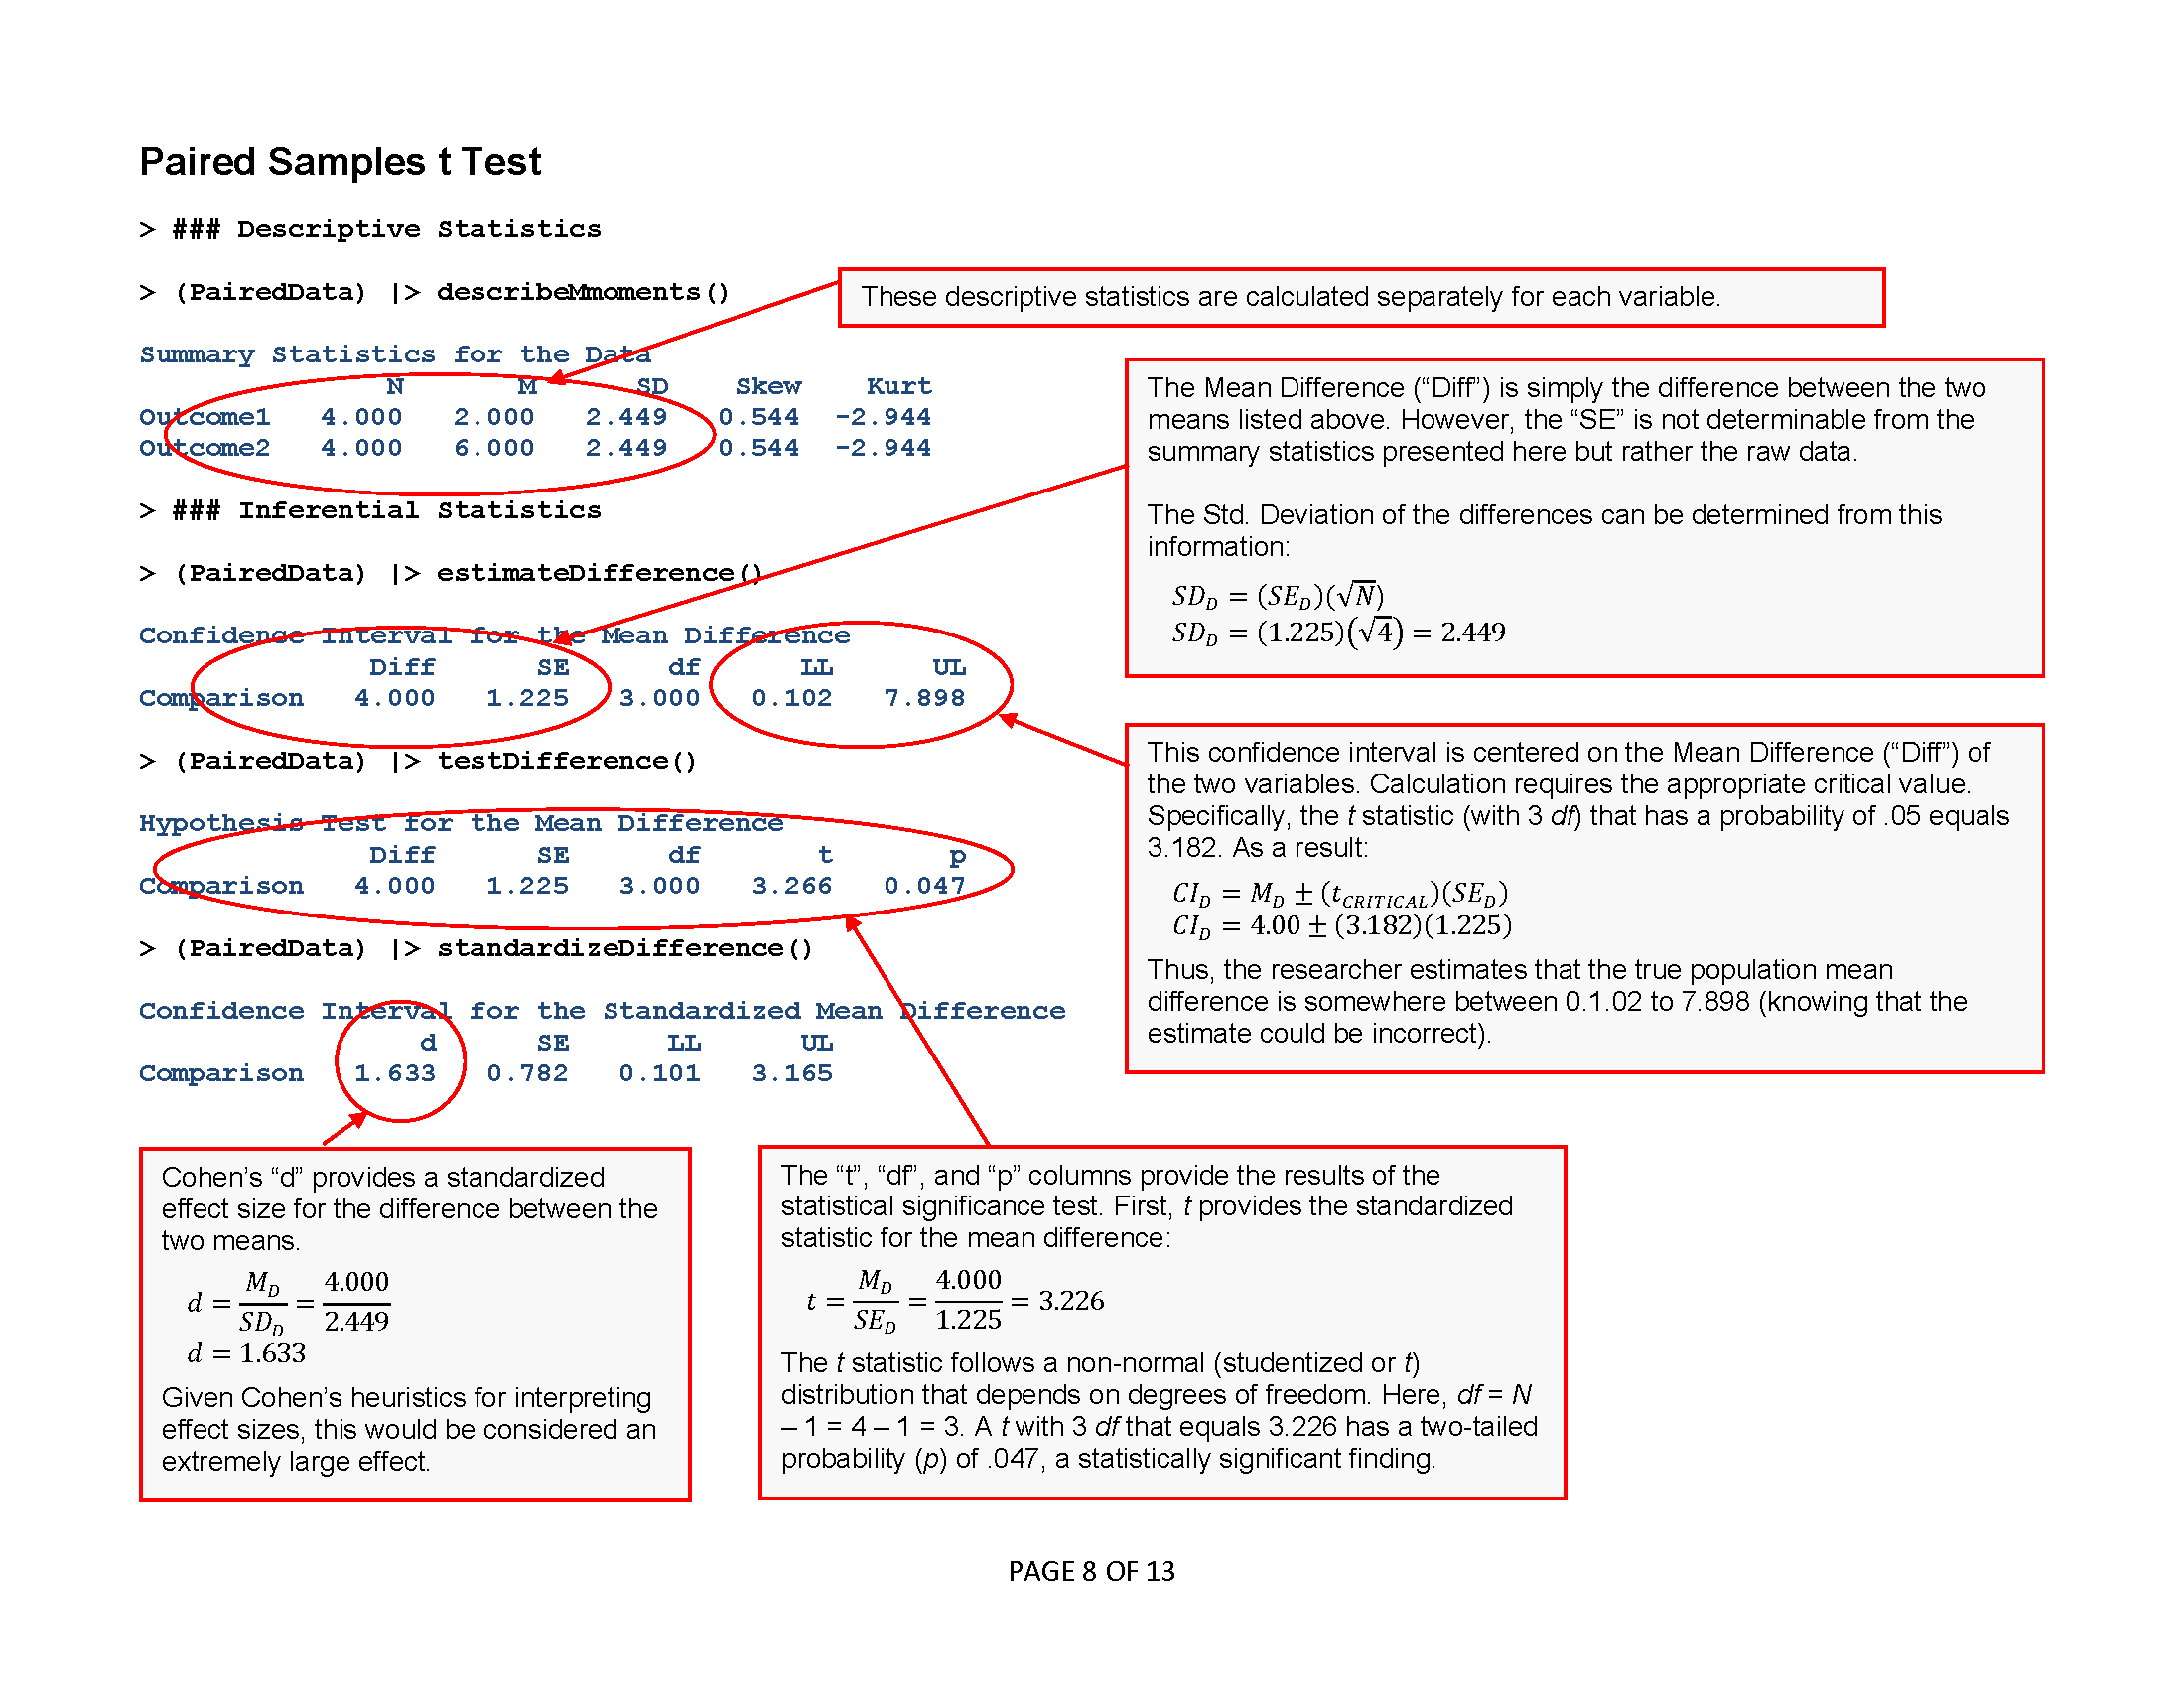 Paired Samples t Test
> ### Descriptive Statistics
> (PairedData) |> describeMmoments()
These descriptive statistics are calculated separately for each variable.
Summary Statistics for the Data
N M SD Skew Kurt
Outcome1 4.000 2.000 2.449 0.544 -2.944
Outcome2 4.000 6.000 2.449 0.544 -2.944
The Mean Difference (“Diff”) is simply the difference between the two
means listed above. However, the “SE” is not determinable from the
summary statistics presented here but rather the raw data.
The Std. Deviation of the differences can be determined from this
information:
SD_D = (SE_D)(√N)
SD_D = (1.225)(√4) = 2.449
> ### Inferential Statistics
> (PairedData) |> estimateDifference()
Confidence Interval for the Mean Difference
Diff SE df LL UL
Comparison 4.000 1.225 3.000 0.102 7.898
This confidence interval is centered on the Mean Difference (“Diff”) of
the two variables. Calculation requires the appropriate critical value.
Specifically, the t statistic (with 3 df) that has a probability of .05 equals
3.182. As a result:
CI_D = M_D ± (t_CRITICAL)(SE_D)
CI_D = 4.00 ± (3.182)(1.225)
Thus, the researcher estimates that the true population mean
difference is somewhere between 0.1.02 to 7.898 (knowing that the
estimate could be incorrect).
> (PairedData) |> testDifference()
Hypothesis Test for the Mean Difference
Diff SE df t p
Comparison 4.000 1.225 3.000 3.266 0.047
> (PairedData) |> standardizeDifference()
Confidence Interval for the Standardized Mean Difference
d SE LL UL
Comparison 1.633 0.782 0.101 3.165
Cohen’s “d” provides a standardized
effect size for the difference between the
two means.
d = M_D / SD_D = 4.000 / 2.449
d = 1.633
Given Cohen’s heuristics for interpreting
effect sizes, this would be considered an
extremely large effect.
The “t”, “df”, and “p” columns provide the results of the
statistical significance test. First, t provides the standardized
statistic for the mean difference:
t = M_D / SE_D = 4.000 / 1.225 = 3.226
The t statistic follows a non-normal (studentized or t)
distribution that depends on degrees of freedom. Here, df = N
– 1 = 4 – 1 = 3. A t with 3 df that equals 3.226 has a two-tailed
probability (p) of .047, a statistically significant finding.
PAGE 8 OF 13